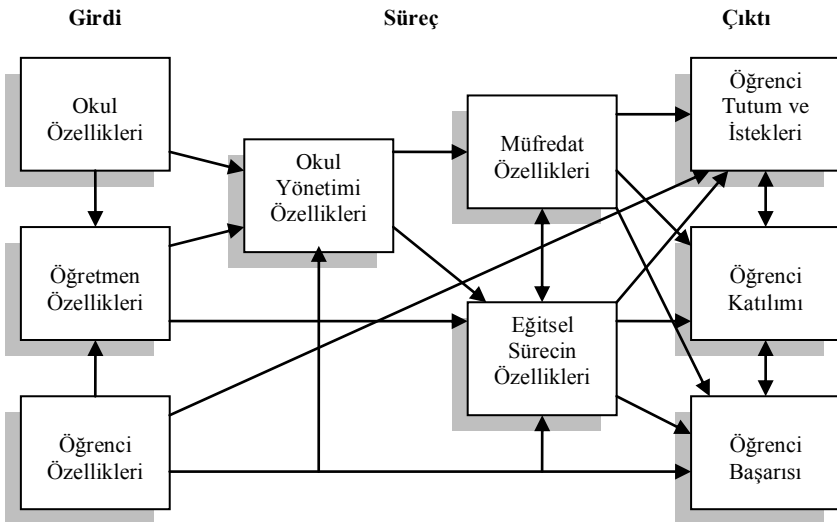 Girdi
Süreç
Çıktı
Okul
Özellikleri
Öğretmen
Özellikleri
Öğrenci
Özellikleri
Okul
Yönetimi
Özellikleri
Müfredat
Özellikleri
Eğitsel
Sürecin
Özellikleri
Öğrenci
Tutum ve
İstekleri
Öğrenci
Katılımı
Öğrenci
Başarısı